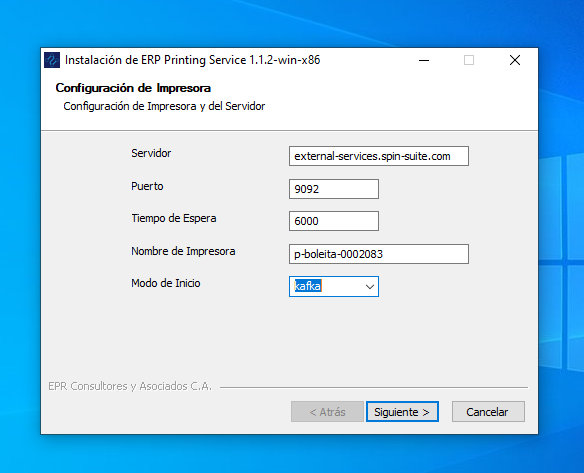 Instalación de ERP Printing Service 1.1.2-win-x86
Configuración de Impresora
Configuración de Impresora y del Servidor
Servidor external-services.spin-suite.com
Puerto 9092
Tiempo de Espera 6000
Nombre de Impresora p-boleita-0002083
Modo de Inicio kafka
EPR Consultores y Asociados C.A.
< Atrás Siguiente > Cancelar